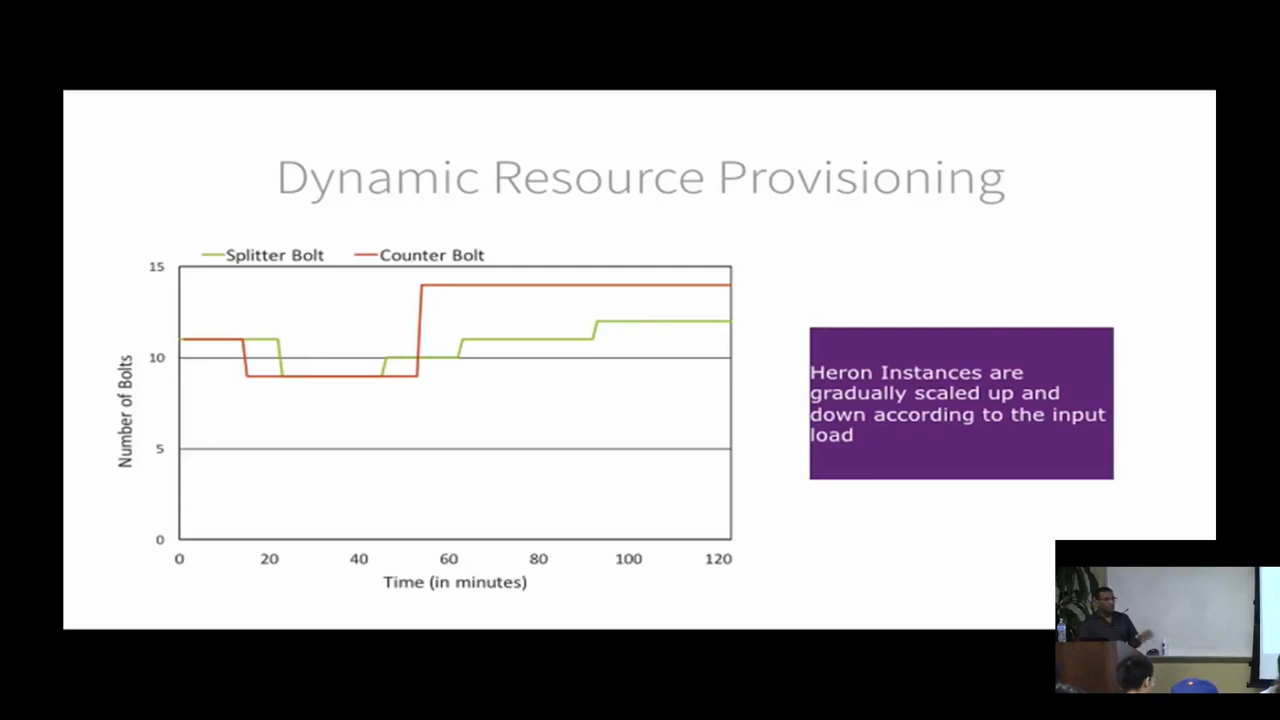 Dynamic Resource Provisioning
Splitter Bolt
Counter Bolt
15
10
5
0
Number of Bolts
0 20 40 60 80 100 120
Time (in minutes)
Heron Instances are
gradually scaled up and
down according to the input
load